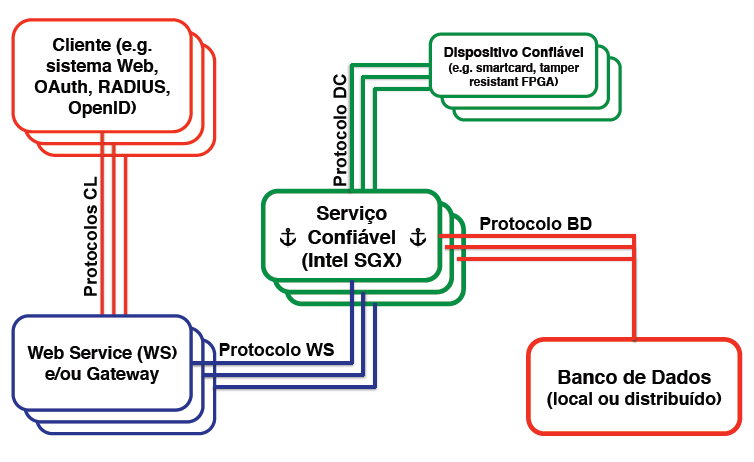 Cliente (e.g.
sistema Web,
OAuth, RADIUS,
OpenID)
Dispositivo Confiável
(e.g. smartcard, tamper
resistant FPGA)
Protocolo DC
Protocolos CL
Serviço
Confiável
(Intel SGX)
Protocolo BD
Web Service (WS)
e/ou Gateway
Protocolo WS
Banco de Dados
(local ou distribuído)